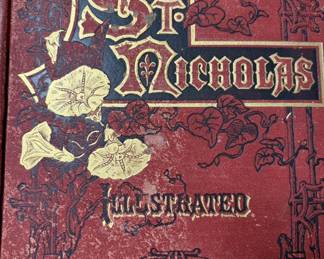 St.
Nicholas
Illustrated.